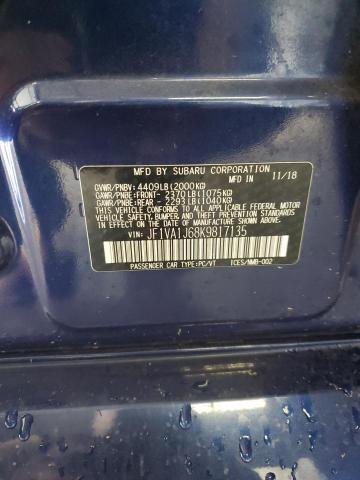 MFD BY SUBARU CORPORATION
MFD IN 11/18
GVWR/PNBV: 4409LB(2000KG)
GAWR/PNBE:FRONT- 2370LB(1075KG)
GAWR/PNBE:REAR - 2293LB(1040KG)
THIS VEHICLE CONFORMS TO ALL APPLICABLE
FEDERAL MOTOR VEHICLE
SAFETY, BUMPER, AND THEFT PREVENTION
STANDARDS IN EFFECT ON THE DATE OF
MANUFACTURE SHOWN ABOVE.
VIN: JF1VA1J68K9817135
PASSENGER CAR TYPE:PC/VT ICES/NMB-002